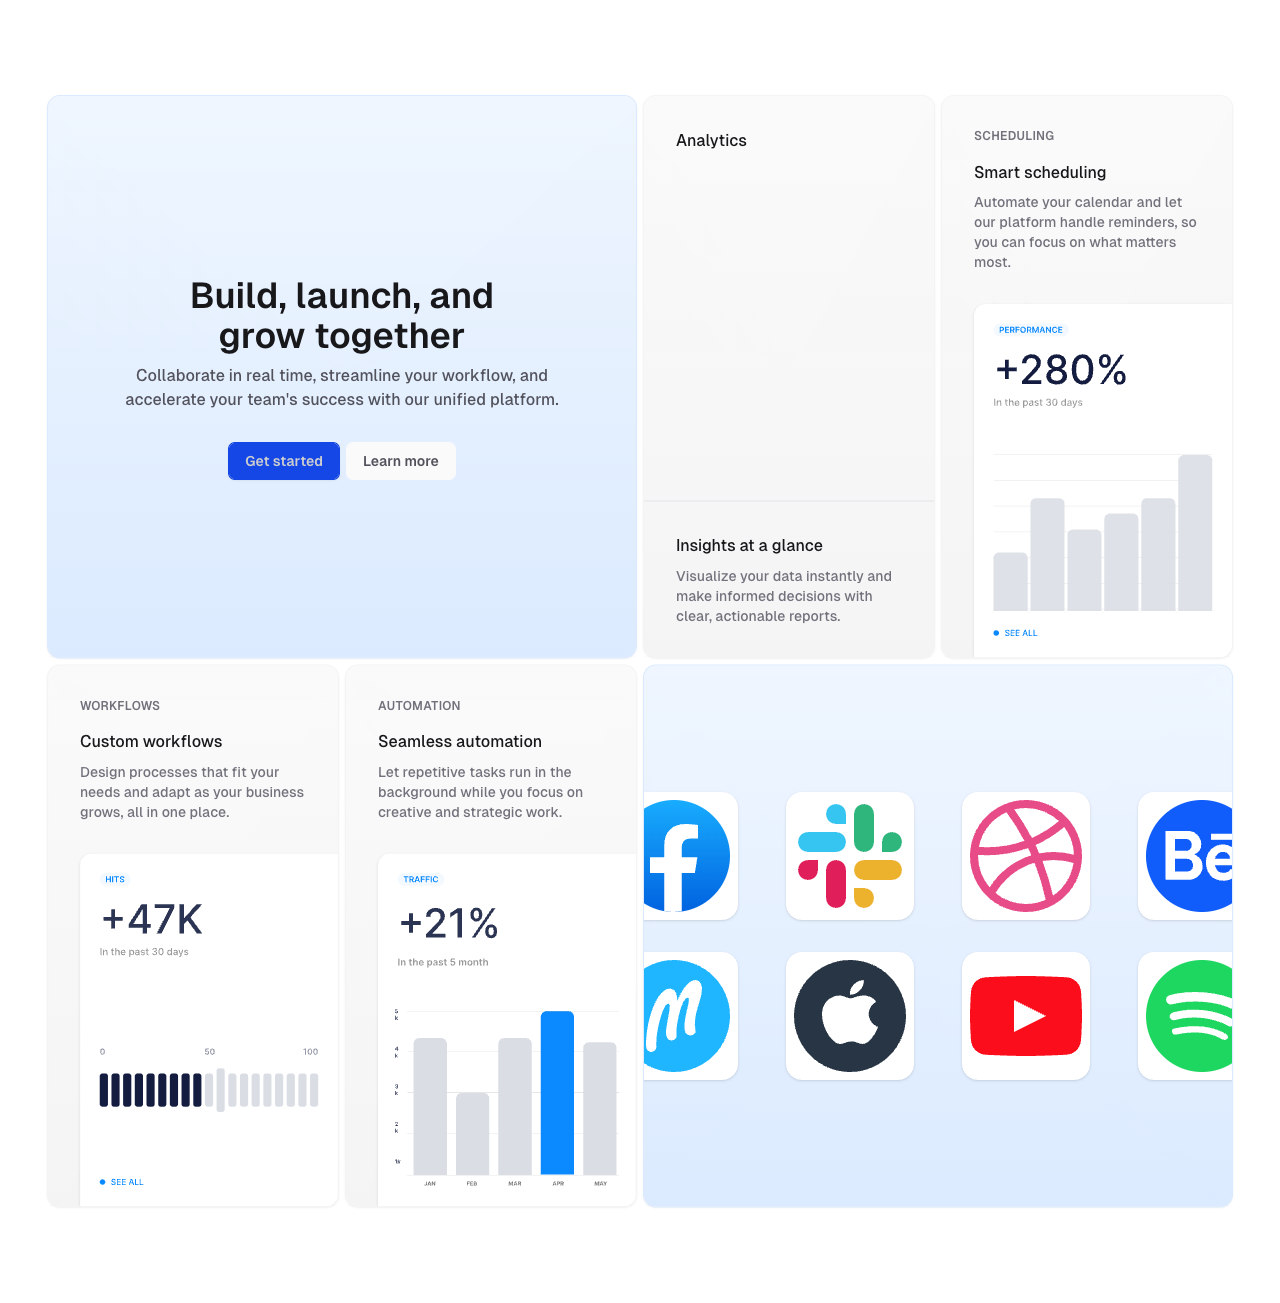 Build, launch, and
grow together
Collaborate in real time, streamline your workflow, and
accelerate your team's success with our unified platform.
Get started
Learn more
Analytics
Insights at a glance
Visualize your data instantly and
make informed decisions with
clear, actionable reports.
SCHEDULING
Smart scheduling
Automate your calendar and let
our platform handle reminders, so
you can focus on what matters
most.
PERFORMANCE
+280%
In the past 30 days
SEE ALL
WORKFLOWS
Custom workflows
Design processes that fit your
needs and adapt as your business
grows, all in one place.
HITS
+47K
In the past 30 days
0 50 100
SEE ALL
AUTOMATION
Seamless automation
Let repetitive tasks run in the
background while you focus on
creative and strategic work.
TRAFFIC
+21%
In the past 5 month
5
k
4
k
3
k
2
k
1k
JAN FEB MAR APR MAY
f
Bē
m